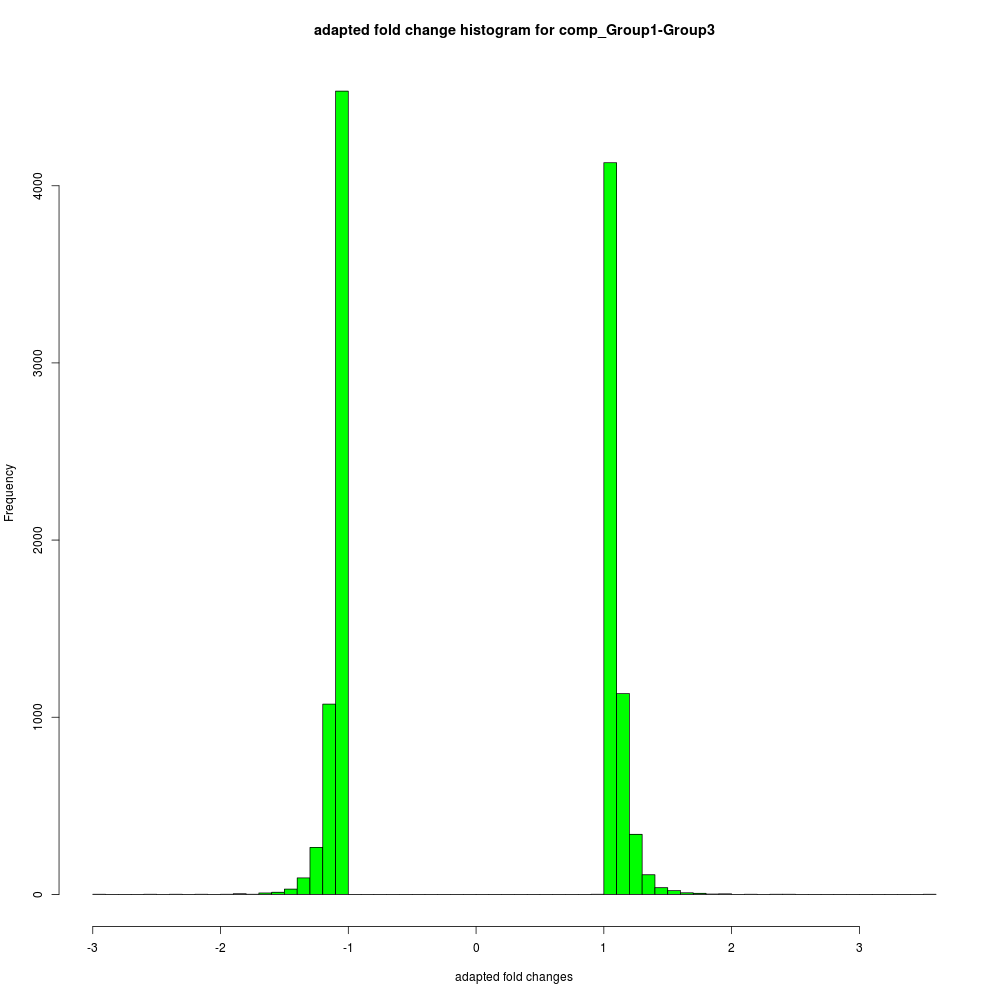 adapted fold change histogram for comp_Group1-Group3
Frequency
4000
3000
2000
1000
0
-3 -2 -1 0 1 2 3
adapted fold changes